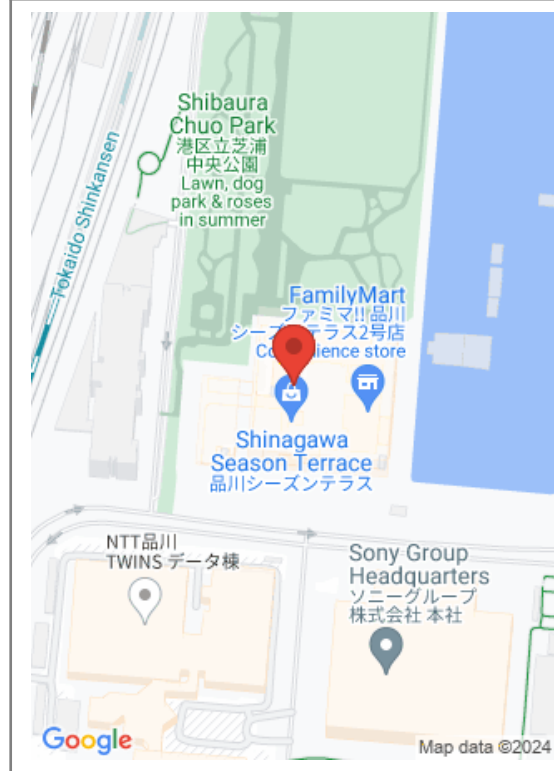 Shibaura
Chuo Park
港区立芝浦
中央公園
Lawn, dog
park & roses
in summer
Tokaido Shinkansen
FamilyMart
ファミマ!! 品川
テラス2号店
store
Shinagawa
Season Terrace
品川シーズンテラス
NTT品川
TWINS データ棟
Sony Group
Headquarters
ソニーグループ
株式会社 本社
Google
Map data ©2024